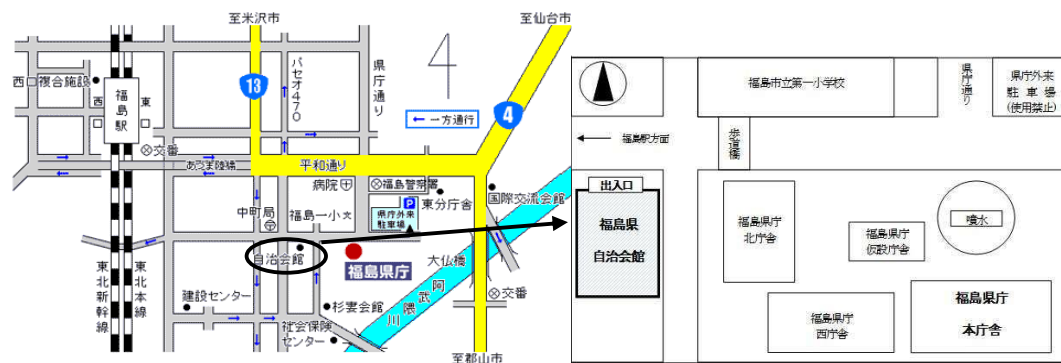 至米沢市
至仙台市
西口複合施設
福島駅
西
東
13
パセオ470
県庁通り
4
4
←一方通行
交番
あづま陸橋
平和通り
病院
福島警察署
東分庁舎
国際交流会館
中町局
福島一小
P
県庁外来
駐車場
自治会館
福島県庁
大仏橋
阿武隈川
東北新幹線
東北本線
建設センター
杉妻会館
社会保険
センター
交番
至郡山市
福島市立第一小学校
県庁通り
県庁外来
駐車場
(使用禁止)
福島駅方面
歩道橋
出入口
福島県
自治会館
福島県庁
北庁舎
福島県庁
仮設庁舎
噴水
福島県庁
西庁舎
福島県庁
本庁舎